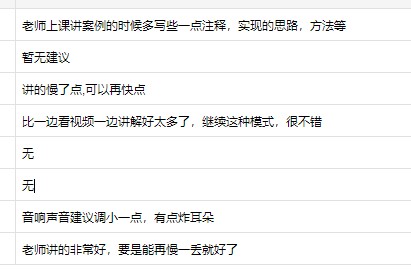 老师上课讲案例的时候多写些一点注释，实现的思路，方法等
暂无建议
讲的慢了点,可以再快点
比一边看视频一边讲解好太多了，继续这种模式，很不错
无
无
音响声音建议调小一点，有点炸耳朵
老师讲的非常好，要是能再慢一丢就好了